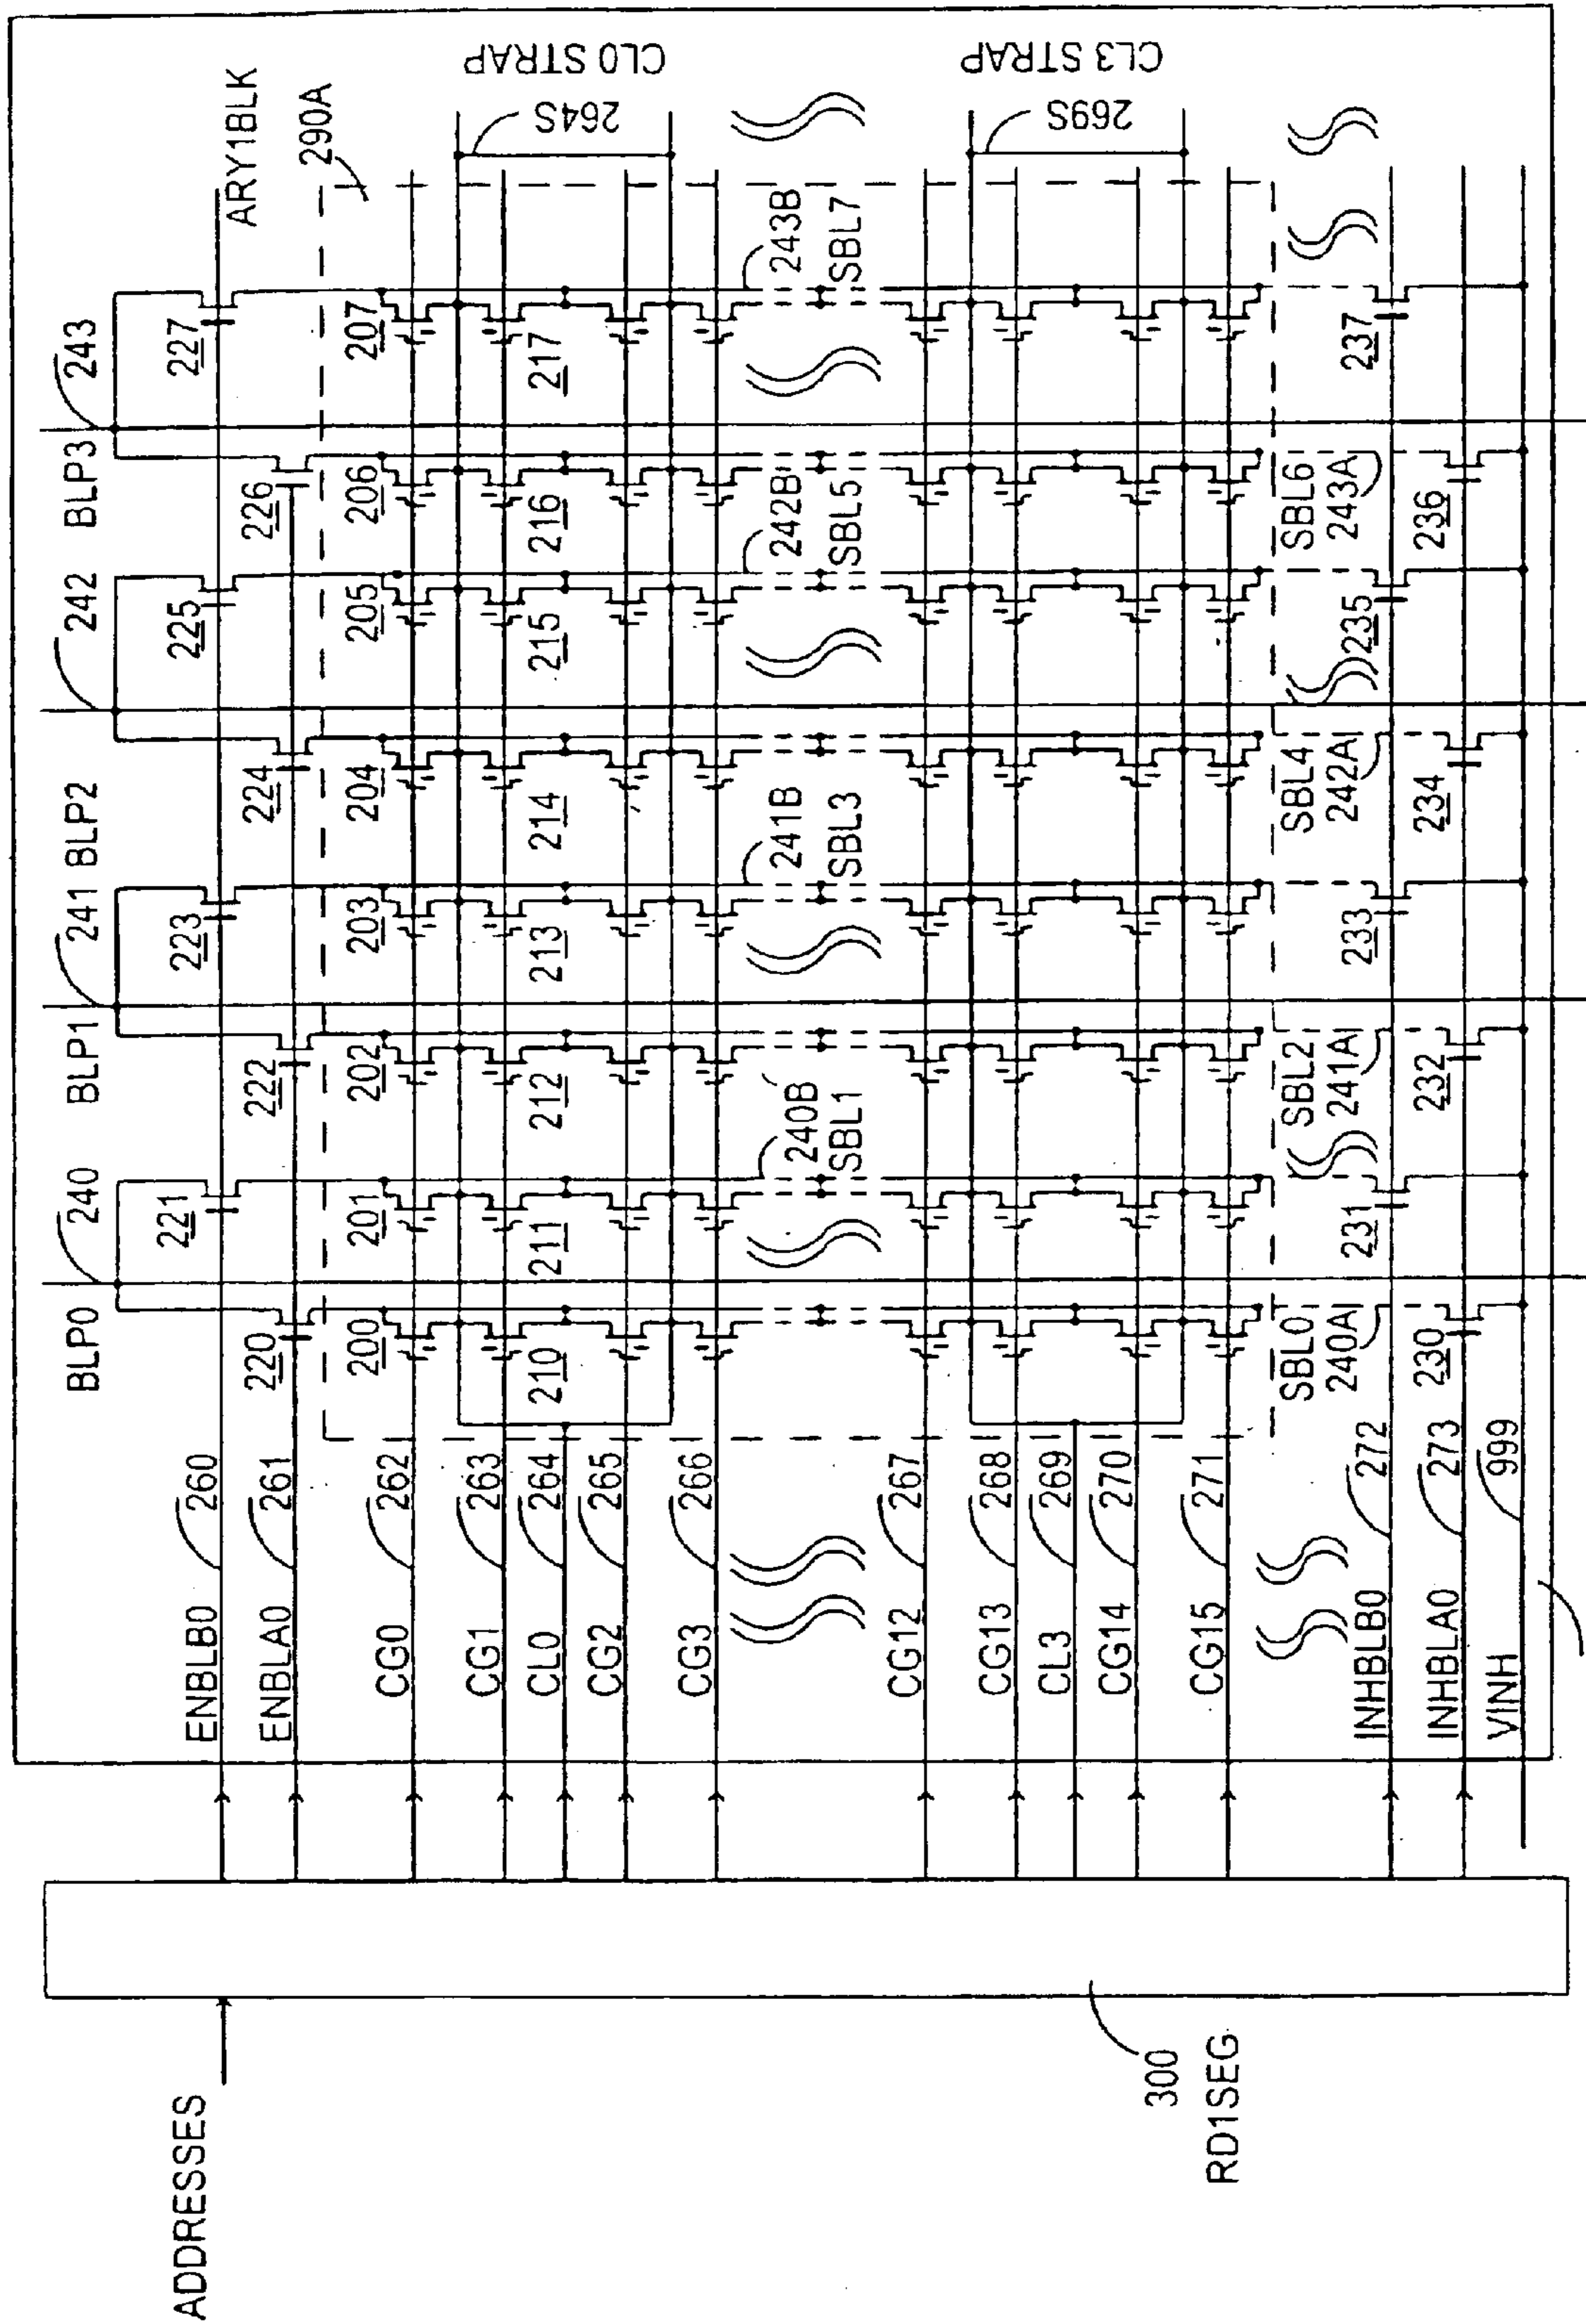 BLP0
240
BLP1
241
BLP2
242
BLP3
243
ARY1BLK
290A
ADDRESSES
ENBLB0
260
221
223
225
227
ENBLA0
261
220
222
224
226
CG0
262
200
201
202
203
204
205
206
207
CL0 STRAP
264S
CG1
263
CL0
264
210
211
212
213
214
215
216
217
CG2
265
CG3
266
240B
SBL1
241B
SBL3
242B
SBL5
243B
SBL7
CG12
267
CG13
268
CL3 STRAP
269S
CL3
269
CG14
270
CG15
271
300
RD1SEG
SBL0
240A
SBL2
241A
SBL4
242A
SBL6
243A
INHBLB0
272
231
233
235
237
INHBLA0
273
230
232
234
236
VINH
999